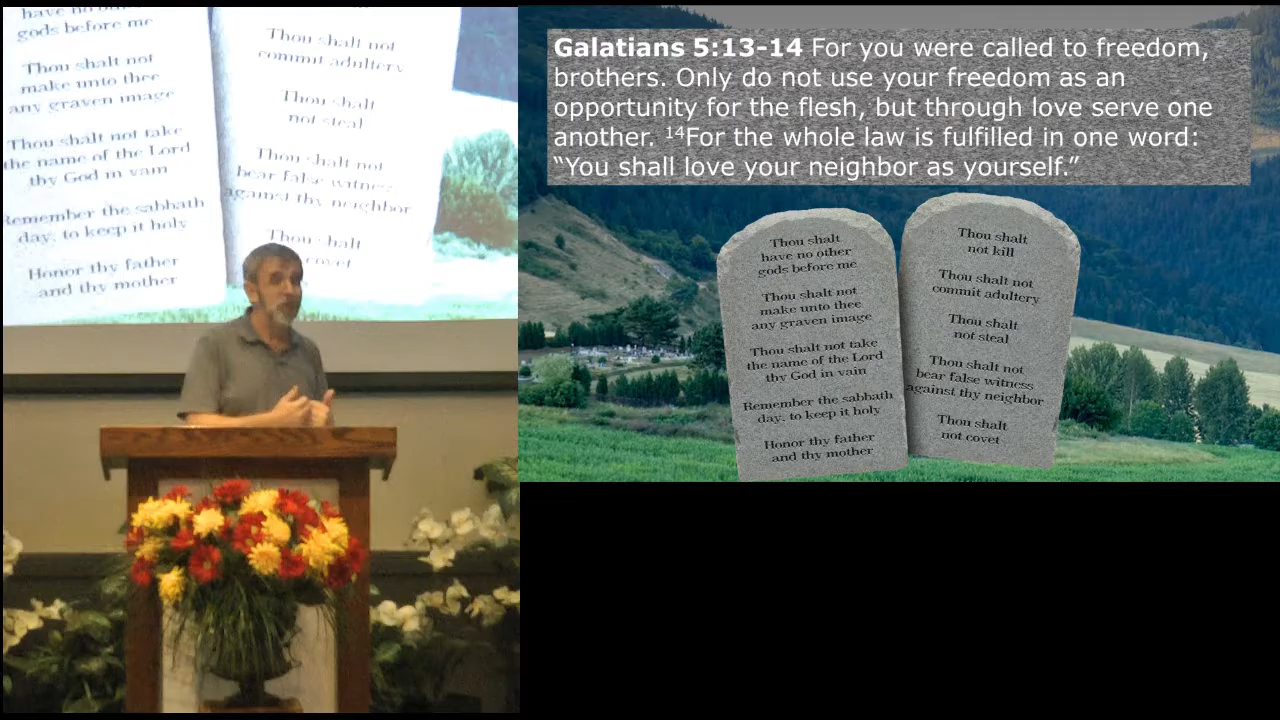 have no other
gods before me
Thou shalt not
make unto thee
any graven image
Thou shalt not take
the name of the Lord
thy God in vain
Remember the sabbath
day, to keep it holy
Honor thy father
and thy mother
Thou shalt not
commit adultery
Thou shalt
not steal
Thou shalt not
bear false witness
against thy neighbor
Thou shalt
covet
Galatians 5:13-14 For you were called to freedom,
brothers. Only do not use your freedom as an
opportunity for the flesh, but through love serve one
another. ¹⁴For the whole law is fulfilled in one word:
“You shall love your neighbor as yourself.”
Thou shalt
have no other
gods before me
Thou shalt not
make unto thee
any graven image
Thou shalt not take
the name of the Lord
thy God in vain
Remember the sabbath
day, to keep it holy
Honor thy father
and thy mother
Thou shalt
not kill
Thou shalt not
commit adultery
Thou shalt
not steal
Thou shalt not
bear false witness
against thy neighbor
Thou shalt
not covet